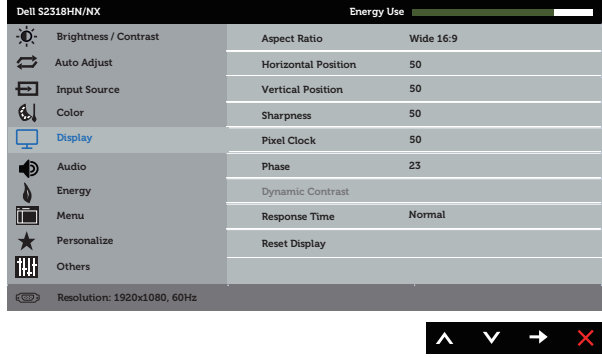 Dell S2318HN/NX Energy Use
Brightness / Contrast Aspect Ratio Wide 16:9
Auto Adjust Horizontal Position 50
Input Source Vertical Position 50
Color Sharpness 50
Display Pixel Clock 50
Audio Phase 23
Energy Dynamic Contrast
Menu Response Time Normal
Personalize Reset Display
Others
Resolution: 1920x1080, 60Hz